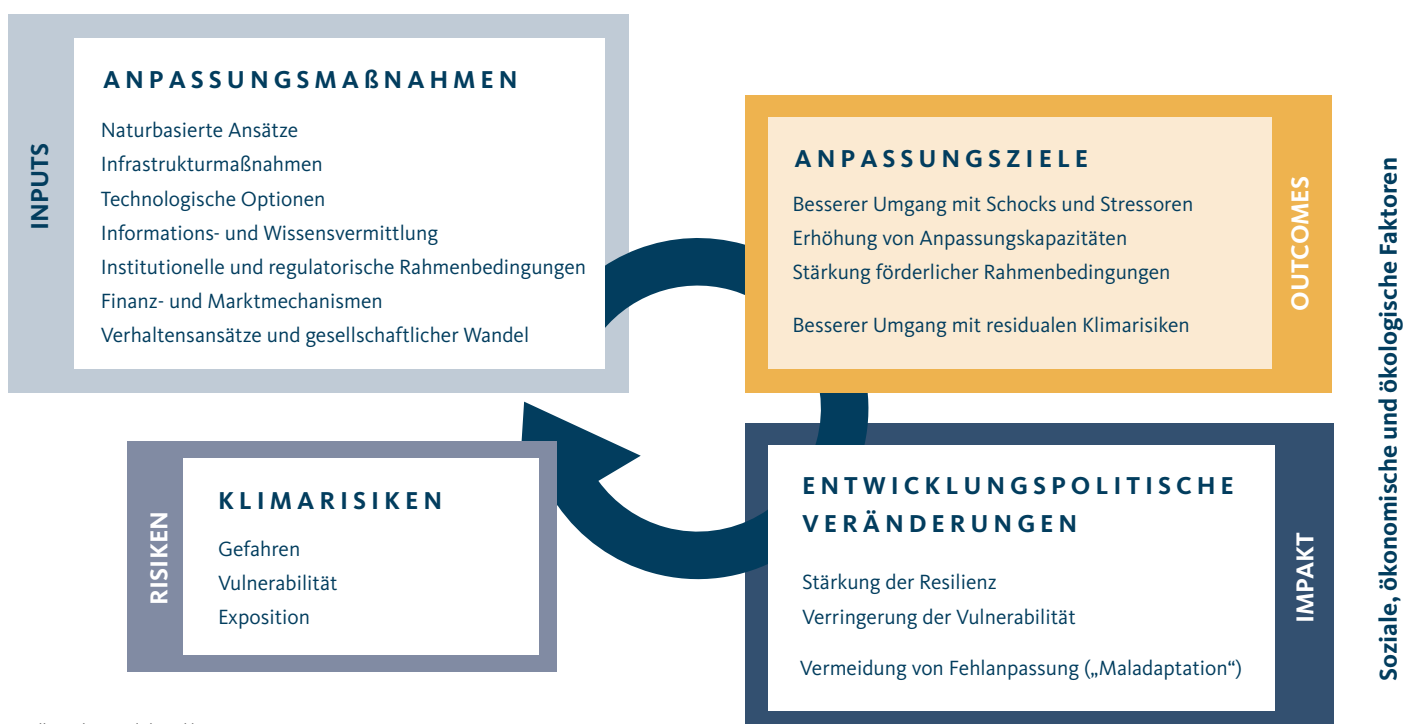 INPUTS
ANPASSUNGSMAßNAHMEN
Naturbasierte Ansätze
Infrastrukturmaßnahmen
Technologische Optionen
Informations- und Wissensvermittlung
Institutionelle und regulatorische Rahmenbedingungen
Finanz- und Marktmechanismen
Verhaltensansätze und gesellschaftlicher Wandel
ANPASSUNGSZIELE
Besserer Umgang mit Schocks und Stressoren
Erhöhung von Anpassungskapazitäten
Stärkung förderlicher Rahmenbedingungen
Besserer Umgang mit residualen Klimarisiken
OUTCOMES
RISIKEN
KLIMARISIKEN
Gefahren
Vulnerabilität
Exposition
ENTWICKLUNGSPOLITISCHE
VERÄNDERUNGEN
Stärkung der Resilienz
Verringerung der Vulnerabilität
Vermeidung von Fehlanpassung („Maladaptation“)
IMPAKT
Soziale, ökonomische und ökologische Faktoren